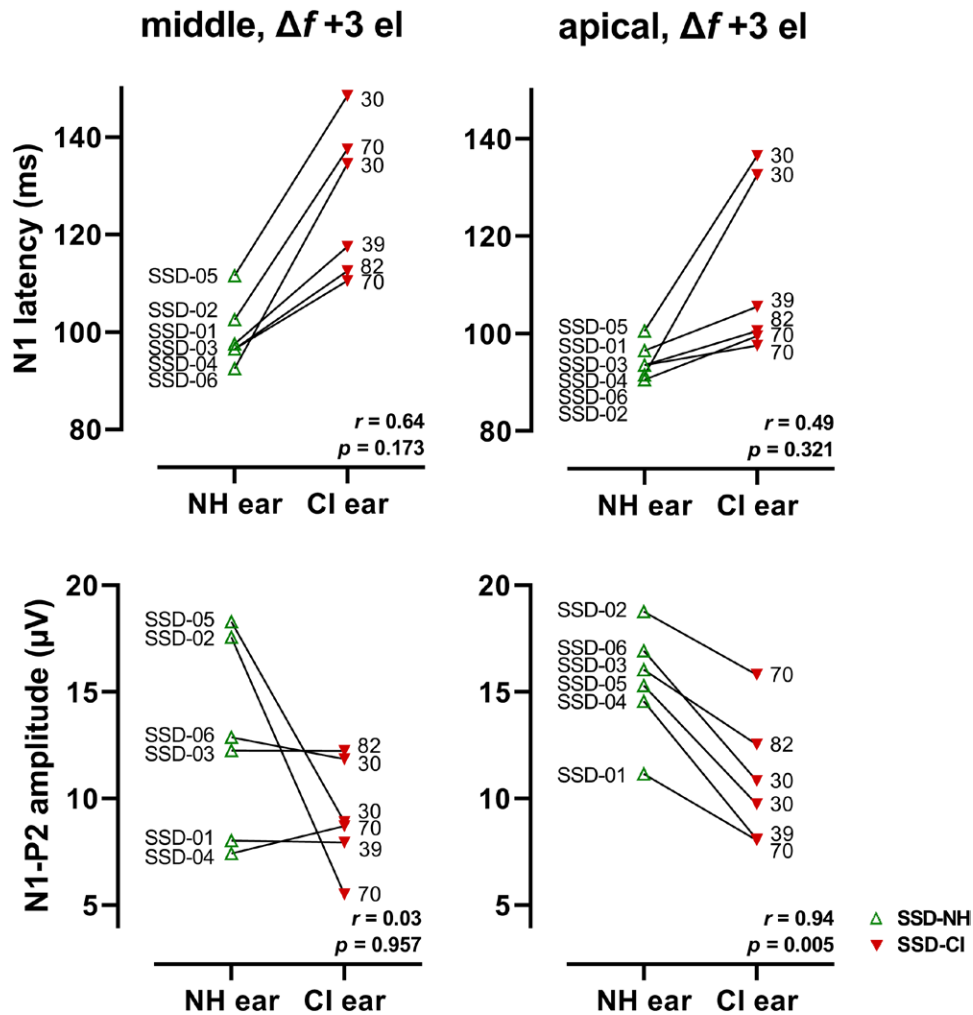 middle, Δf +3 el
apical, Δf +3 el
N1 latency (ms)
140
120
100
80
SSD-05
SSD-02
SSD-01
SSD-03
SSD-04
SSD-06
30
70
30
39
82
70
r = 0.64
p = 0.173
NH ear
CI ear
140
120
100
80
SSD-05
SSD-01
SSD-03
SSD-04
SSD-06
SSD-02
30
30
39
82
70
70
r = 0.49
p = 0.321
NH ear
CI ear
N1-P2 amplitude (µV)
20
15
10
5
SSD-05
SSD-02
SSD-06
SSD-03
SSD-01
SSD-04
82
30
30
70
39
70
r = 0.03
p = 0.957
NH ear
CI ear
20
15
10
5
SSD-02
SSD-06
SSD-03
SSD-05
SSD-04
SSD-01
70
82
30
30
39
70
r = 0.94
p = 0.005
NH ear
CI ear
SSD-NH
SSD-CI